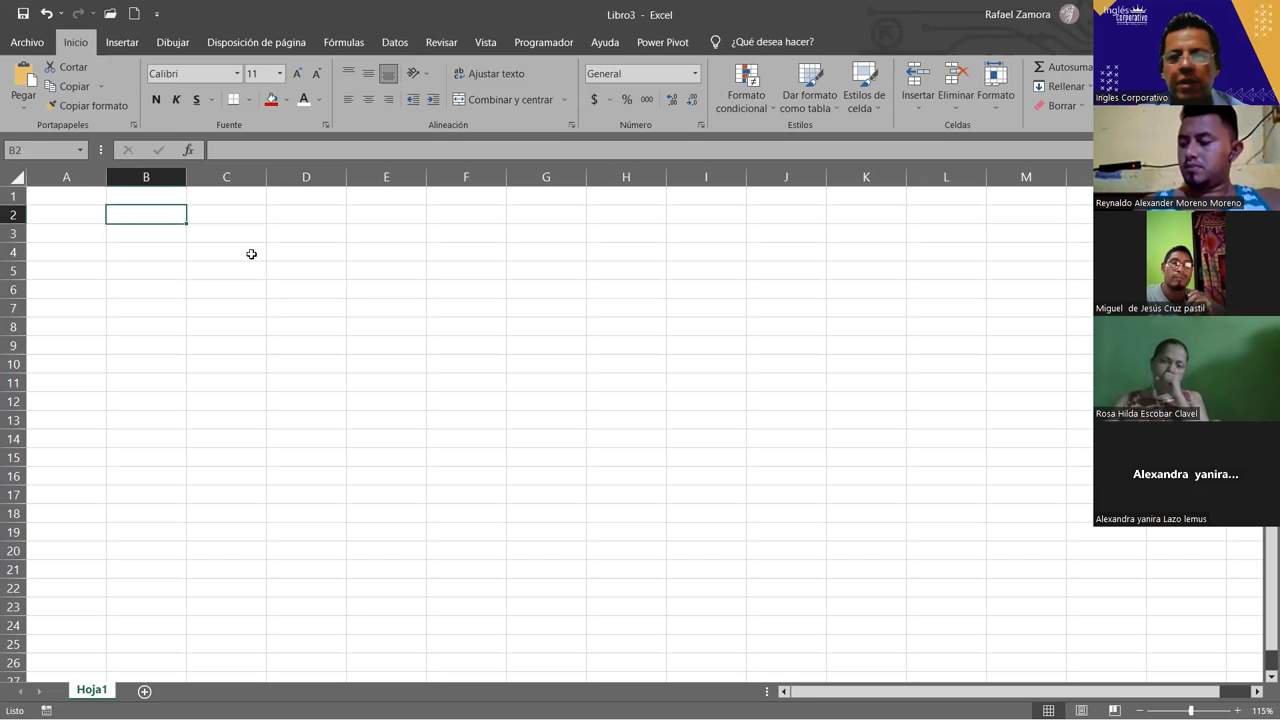 Libro3 - Excel
Rafael Zamora
Archivo Inicio Insertar Dibujar Disposición de página Fórmulas Datos Revisar Vista Programador Ayuda Power Pivot ¿Qué desea hacer?
Pegar
Cortar
Copiar
Copiar formato
Portapapeles
Calibri 11
N K S
Fuente
Ajustar texto
Combinar y centrar
Alineación
General
$ % 000
Número
Formato condicional
Dar formato como tabla
Estilos de celda
Estilos
Insertar Eliminar Formato
Celdas
Autosuma
Rellenar
Borrar
B2
fx
A B C D E F G H I J K L M
1
2
3
4
5
6
7
8
9
10
11
12
13
14
15
16
17
18
19
20
21
22
23
24
25
26
27
Hoja1
Listo
115%
Inglés
Corporativo
Ingles Corporativo
Reynaldo Alexander Moreno Moreno
Miguel de Jesús Cruz pastil
Rosa Hilda Escobar Clavel
Alexandra yanira...
Alexandra yanira Lazo lemus